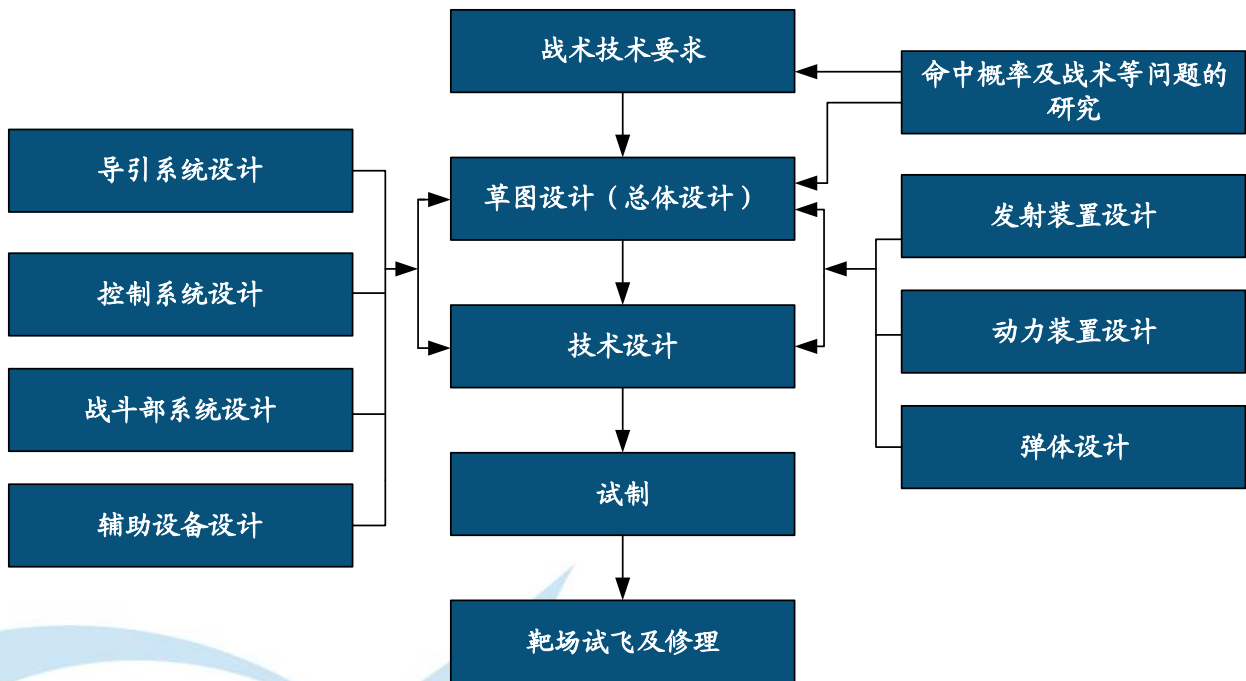 战术技术要求
命中概率及战术等问题的
研究
导引系统设计
草图设计（总体设计）
发射装置设计
控制系统设计
技术设计
动力装置设计
战斗部系统设计
弹体设计
试制
辅助设备设计
靶场试飞及修理